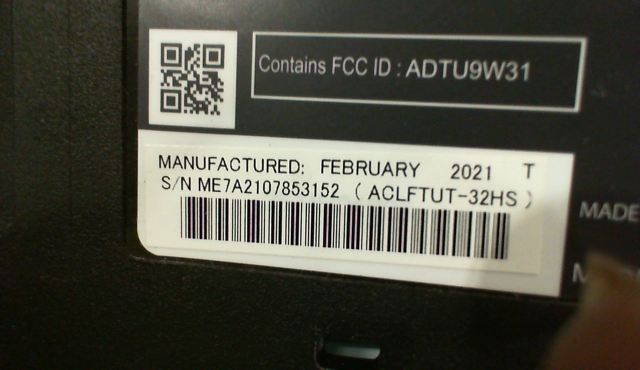 Contains FCC ID : ADTU9W31
MANUFACTURED: FEBRUARY 2021 T
S/N ME7A2107853152 ( ACLFTUT-32HS )
MADE